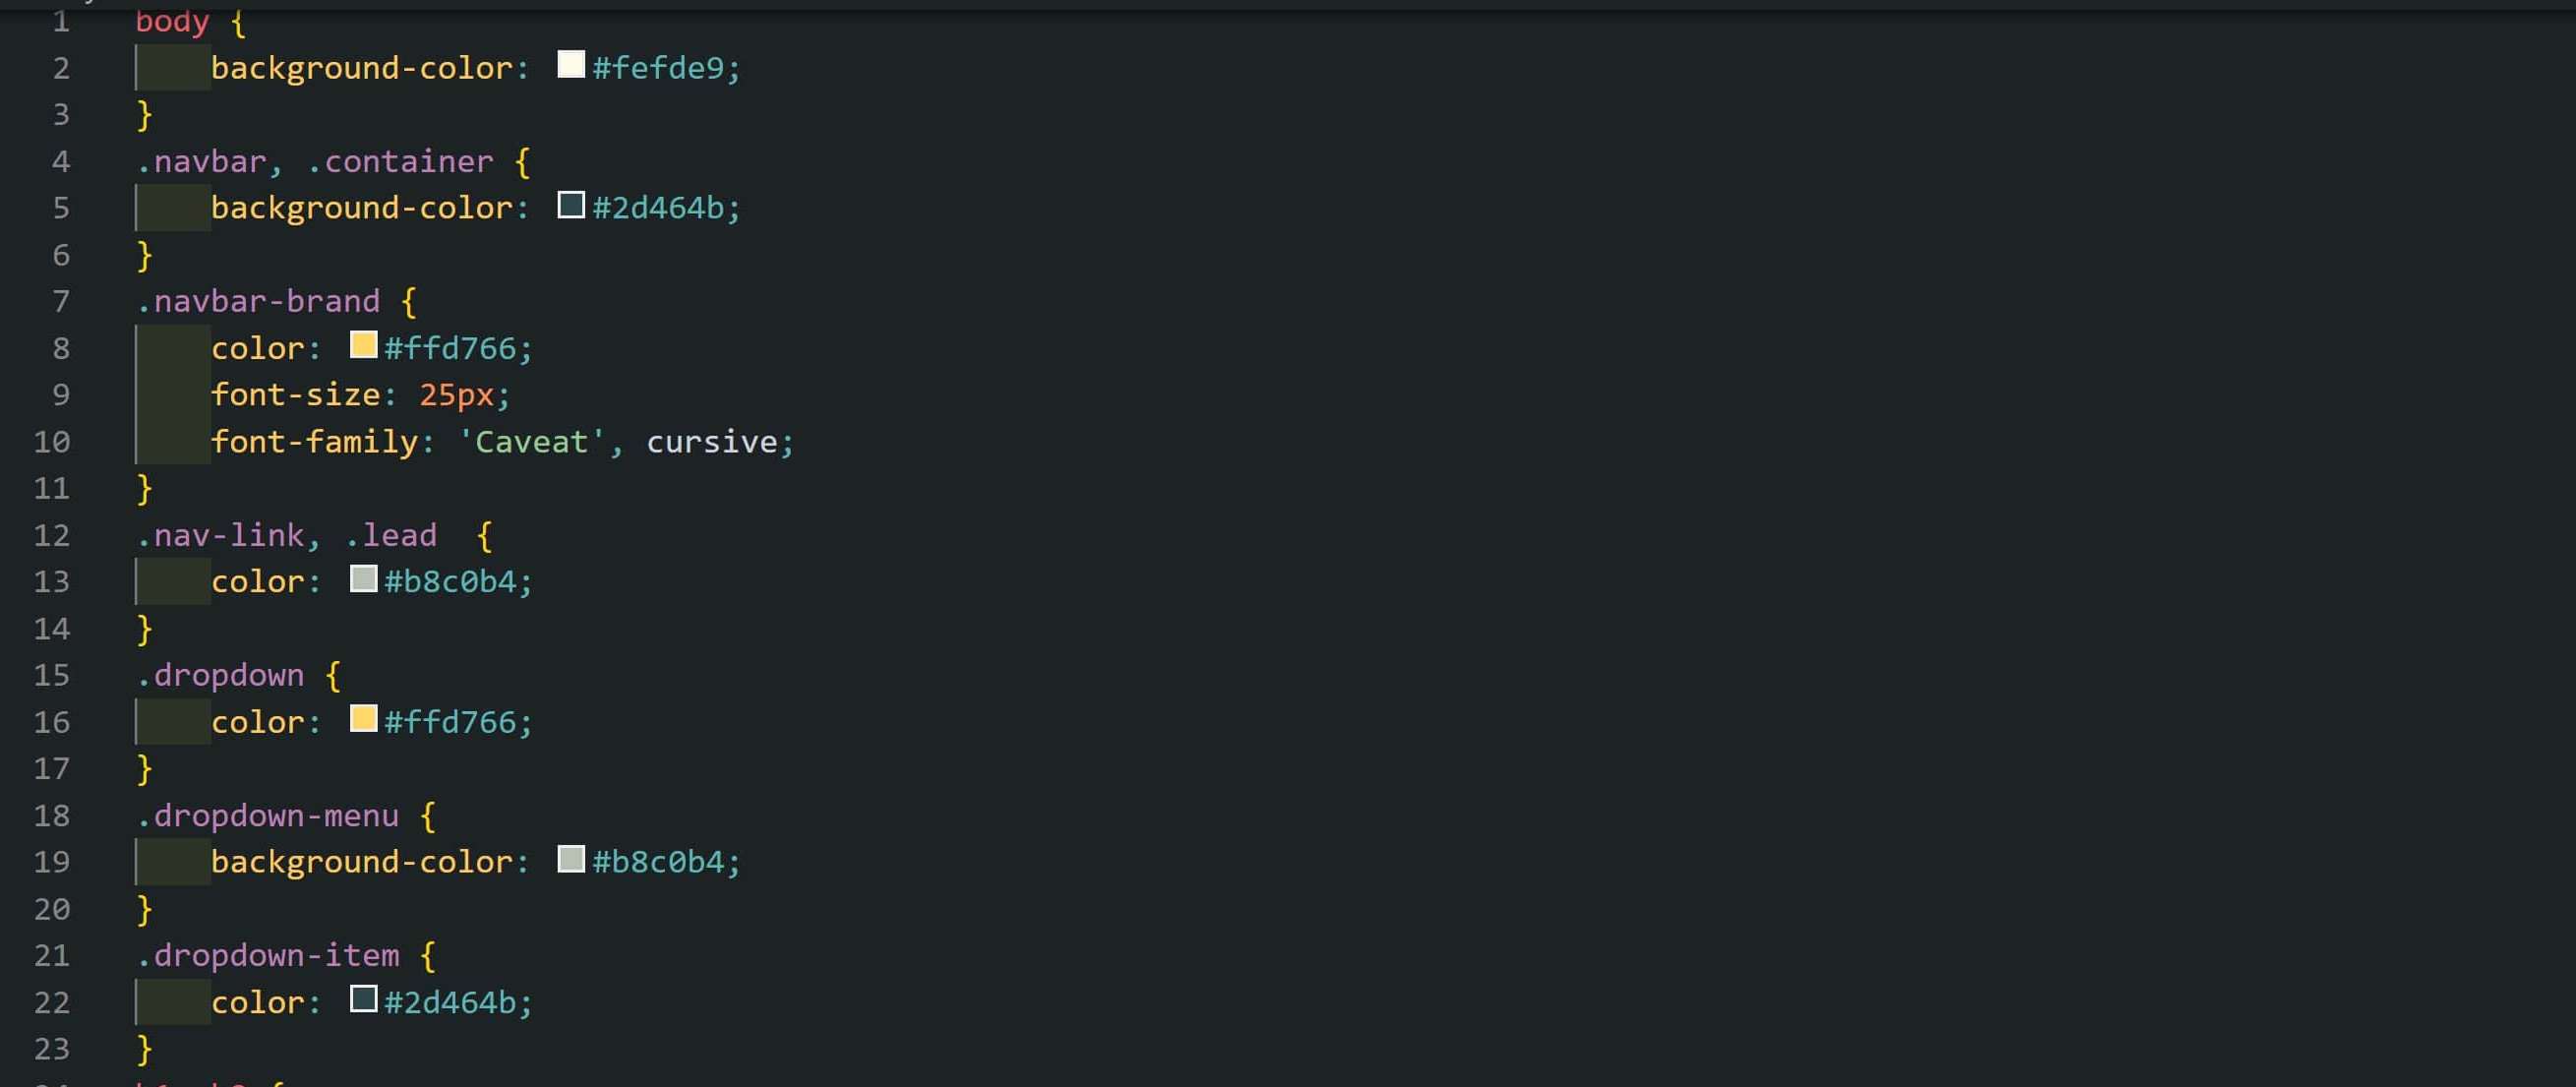 1 body {
2 background-color: #fefde9;
3 }
4 .navbar, .container {
5 background-color: #2d464b;
6 }
7 .navbar-brand {
8 color: #ffd766;
9 font-size: 25px;
10 font-family: 'Caveat', cursive;
11 }
12 .nav-link, .lead  {
13 color: #b8c0b4;
14 }
15 .dropdown {
16 color: #ffd766;
17 }
18 .dropdown-menu {
19 background-color: #b8c0b4;
20 }
21 .dropdown-item {
22 color: #2d464b;
23 }